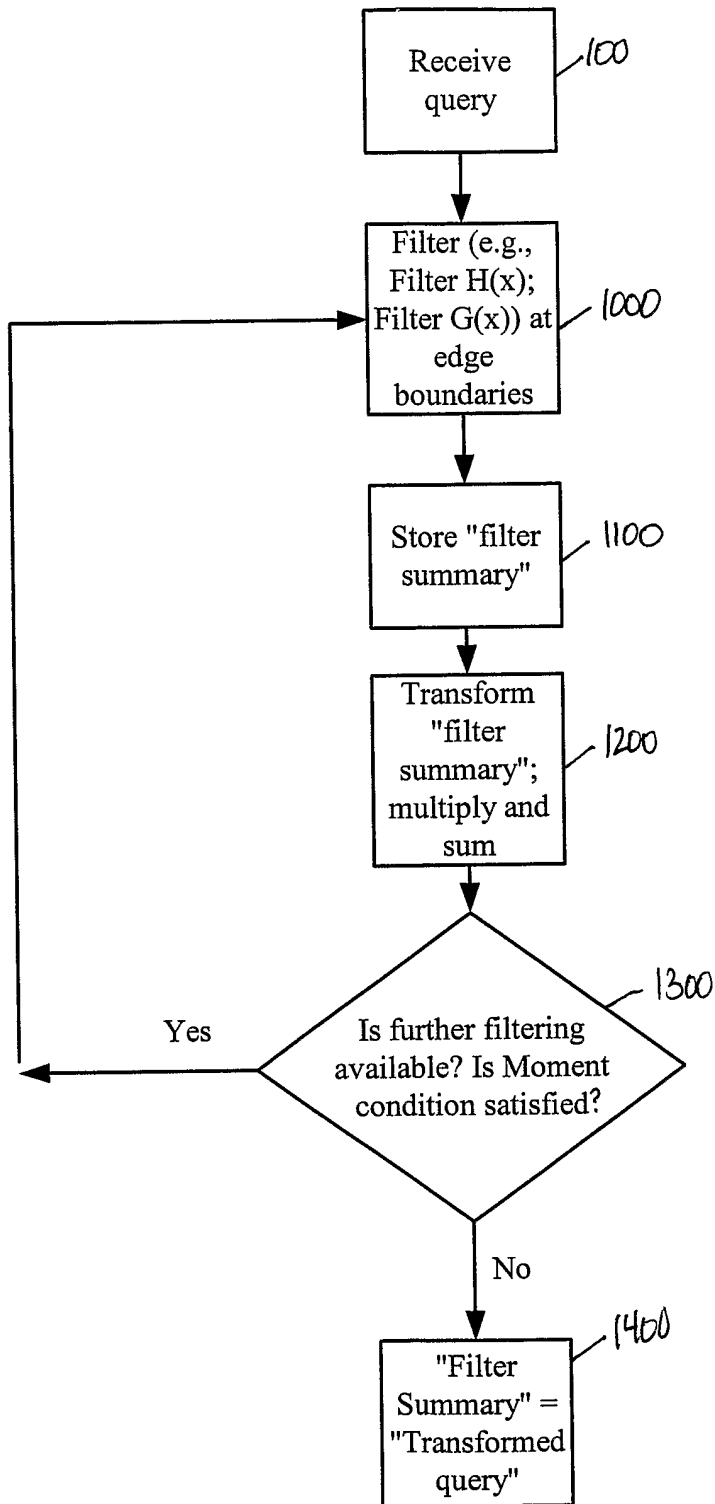 Receive
query
100
Filter (e.g.,
Filter H(x);
Filter G(x)) at
edge
boundaries
1000
Store "filter
summary"
1100
Transform
"filter
summary";
multiply and
sum
1200
Is further filtering
available? Is Moment
condition satisfied?
1300
Yes
No
"Filter
Summary" =
"Transformed
query"
1400